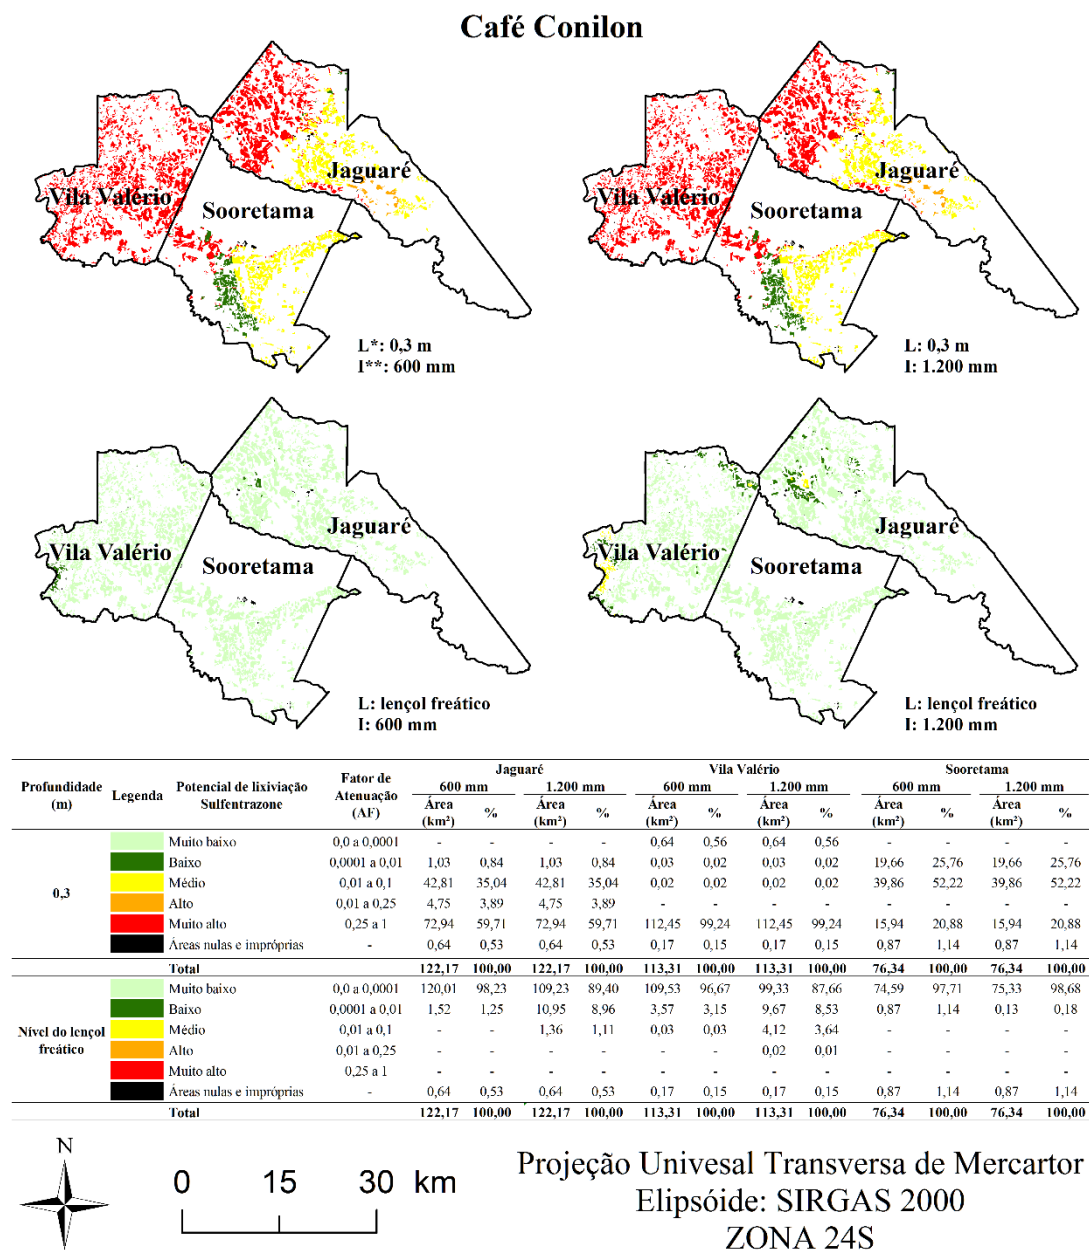 Café Conilon
Vila Valério
Sooretama
Jaguaré
L*: 0,3 m
I**: 600 mm
Vila Valério
Sooretama
Jaguaré
L: 0,3 m
I: 1.200 mm
Vila Valério
Sooretama
Jaguaré
L: lençol freático
I: 600 mm
Vila Valério
Sooretama
Jaguaré
L: lençol freático
I: 1.200 mm
Profundidade (m) Legenda Potencial de lixiviação Sulfentrazone Fator de Atenuação (AF) Jaguaré Vila Valério Sooretama
600 mm 1.200 mm 600 mm 1.200 mm 600 mm 1.200 mm
Área (km²) % Área (km²) % Área (km²) % Área (km²) % Área (km²) % Área (km²) %
0,3
Muito baixo 0,0 a 0,0001 - - - - 0,64 0,56 0,64 0,56 - - - -
Baixo 0,0001 a 0,01 1,03 0,84 1,03 0,84 0,03 0,02 0,03 0,02 19,66 25,76 19,66 25,76
Médio 0,01 a 0,1 42,81 35,04 42,81 35,04 0,02 0,02 0,02 0,02 39,86 52,22 39,86 52,22
Alto 0,01 a 0,25 4,75 3,89 4,75 3,89 - - - - - - - -
Muito alto 0,25 a 1 72,94 59,71 72,94 59,71 112,45 99,24 112,45 99,24 15,94 20,88 15,94 20,88
Áreas nulas e impróprias - 0,64 0,53 0,64 0,53 0,17 0,15 0,17 0,15 0,87 1,14 0,87 1,14
Total 122,17 100,00 122,17 100,00 113,31 100,00 113,31 100,00 76,34 100,00 76,34 100,00
Nível do lençol freático
Muito baixo 0,0 a 0,0001 120,01 98,23 109,23 89,40 109,53 96,67 99,33 87,66 74,59 97,71 75,33 98,68
Baixo 0,0001 a 0,01 1,52 1,25 10,95 8,96 3,57 3,15 9,67 8,53 0,87 1,14 0,13 0,18
Médio 0,01 a 0,1 - - 1,36 1,11 0,03 0,03 4,12 3,64 - - - -
Alto 0,01 a 0,25 - - - - - - 0,02 0,01 - - - -
Muito alto 0,25 a 1 - - - - - - - - - - - -
Áreas nulas e impróprias - 0,64 0,53 0,64 0,53 0,17 0,15 0,17 0,15 0,87 1,14 0,87 1,14
Total 122,17 100,00 122,17 100,00 113,31 100,00 113,31 100,00 76,34 100,00 76,34 100,00
N
0 15 30 km
Projeção Univesal Transversa de Mercartor
Elipsóide: SIRGAS 2000
ZONA 24S